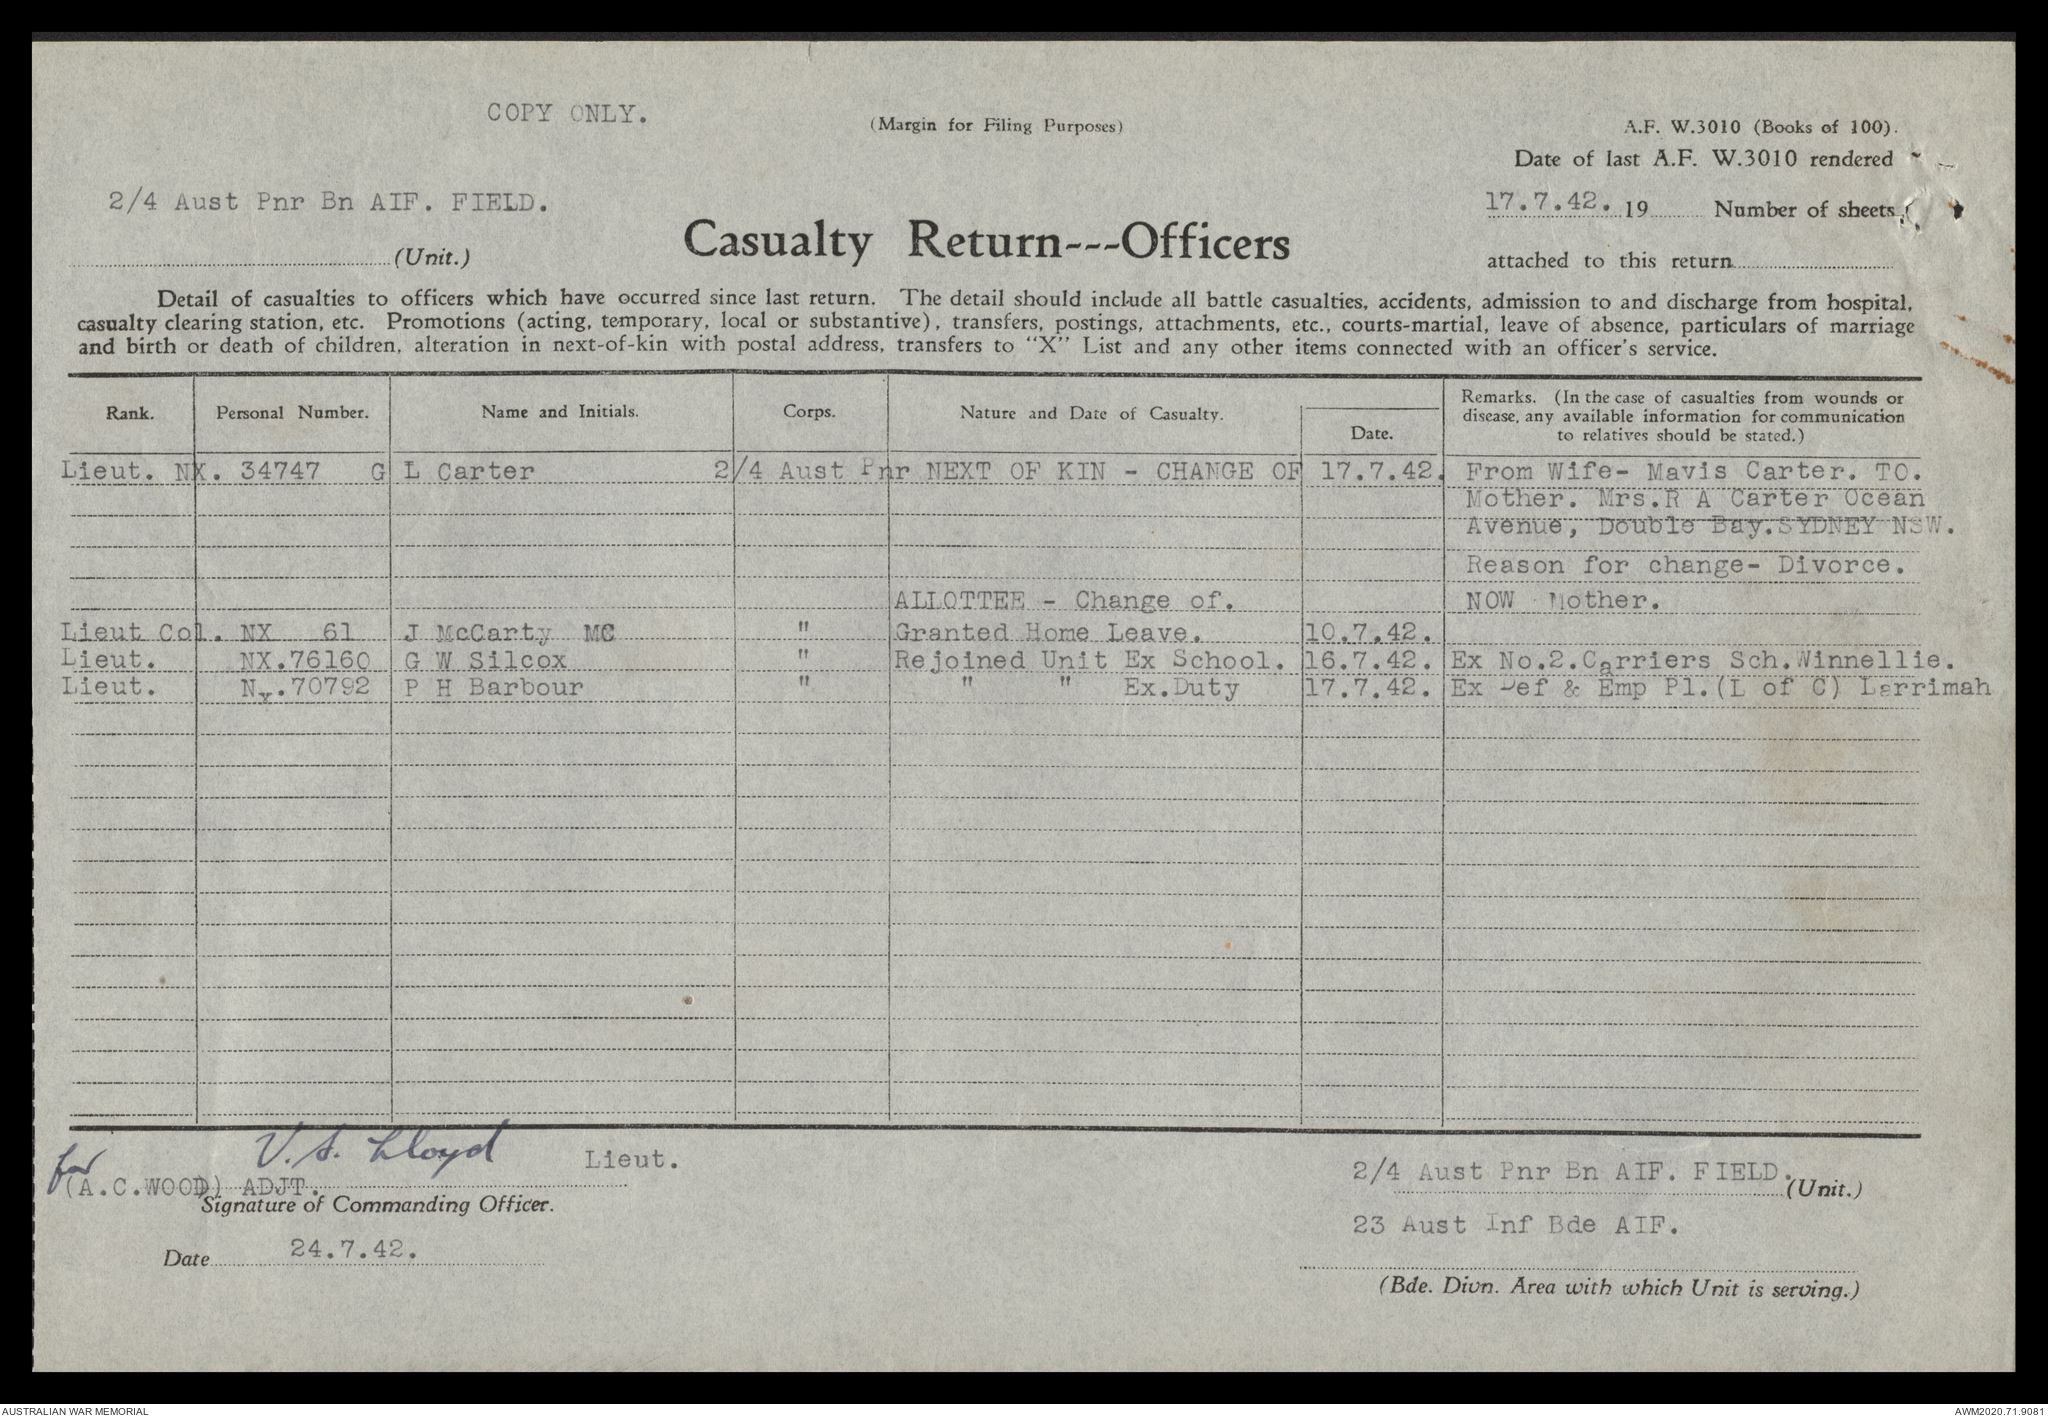 COPY ONLY.
(Margin for Filing Purposes)
A.F. W.3010 (Books of 100).
Date of last A.F. W.3010 rendered
2/4 Aust Pnr Bn AIF. FIELD.
17.7.42. 19 Number of sheets
(Unit.)
Casualty Return---Officers
attached to this return
Detail of casualties to officers which have occurred since last return. The detail should include all battle casualties, accidents, admission to and discharge from hospital,
casualty clearing station, etc. Promotions (acting, temporary, local or substantive), transfers, postings, attachments, etc., courts-martial, leave of absence, particulars of marriage
and birth or death of children, alteration in next-of-kin with postal address, transfers to "X" List and any other items connected with an officer's service.
Rank. Personal Number. Name and Initials. Corps. Nature and Date of Casualty. Date. Remarks. (In the case of casualties from wounds or
disease, any available information for communication
to relatives should be stated.)
Lieut. NX. 34747 G L Carter 2/4 Aust Pnr NEXT OF KIN - CHANGE OF 17.7.42. From Wife- Mavis Carter. TO.
Mother. Mrs.R A Carter Ocean
Avenue, Double Bay.SYDNEY NSW.
Reason for change- Divorce.
ALLOTTEE - Change of. NOW Mother.
Lieut Col. NX 61 J McCarty MC " Granted Home Leave. 10.7.42.
Lieut. NX.76160 G W Silcox " Rejoined Unit Ex School. 16.7.42. Ex No.2.Carriers Sch.Winnellie.
Lieut. Nx.70792 P H Barbour " " " Ex.Duty 17.7.42. Ex Def & Emp Pl.(L of C) Larrimah
for V.S. Lloyd Lieut.
(A.C.WOOD) ADJT.
Signature of Commanding Officer.
2/4 Aust Pnr Bn AIF. FIELD.
(Unit.)
23 Aust Inf Bde AIF.
Date 24.7.42.
(Bde. Divn. Area with which Unit is serving.)
AUSTRALIAN WAR MEMORIAL
AWM2020.71.9081